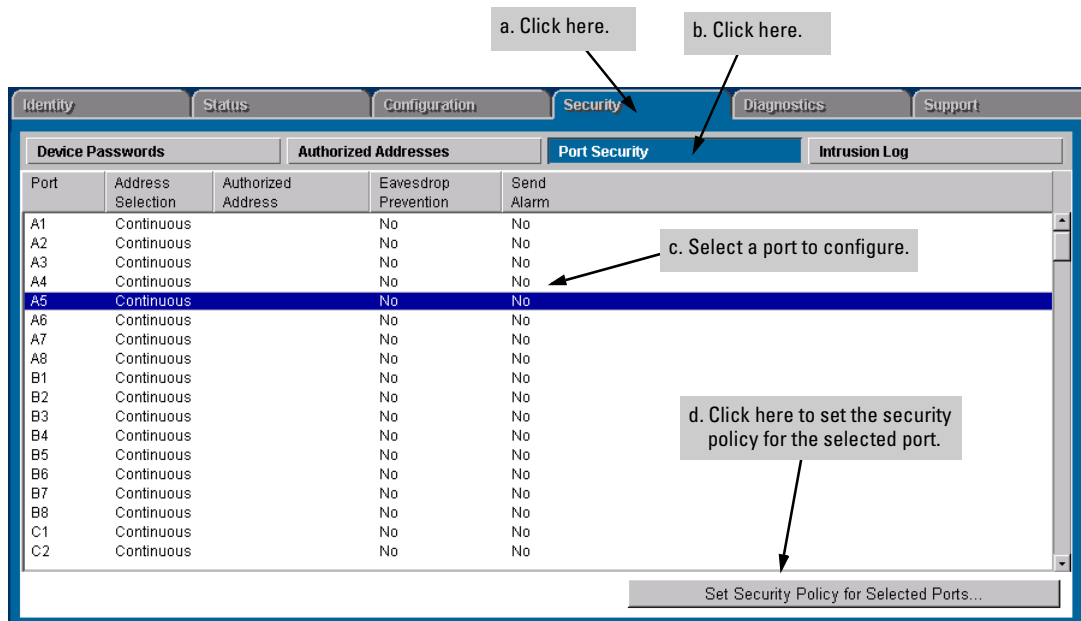 a. Click here.
b. Click here.
Identity Status Configuration Security Diagnostics Support
Device Passwords Authorized Addresses Port Security Intrusion Log
Port Address Authorized Eavesdrop Send
Selection Address Prevention Alarm
A1 Continuous No No
A2 Continuous No No
A3 Continuous No No
c. Select a port to configure.
A4 Continuous No No
A5 Continuous No No
A6 Continuous No No
A7 Continuous No No
A8 Continuous No No
B1 Continuous No No
B2 Continuous No No
B3 Continuous No No
d. Click here to set the security
policy for the selected port.
B4 Continuous No No
B5 Continuous No No
B6 Continuous No No
B7 Continuous No No
B8 Continuous No No
C1 Continuous No No
C2 Continuous No No
Set Security Policy for Selected Ports...